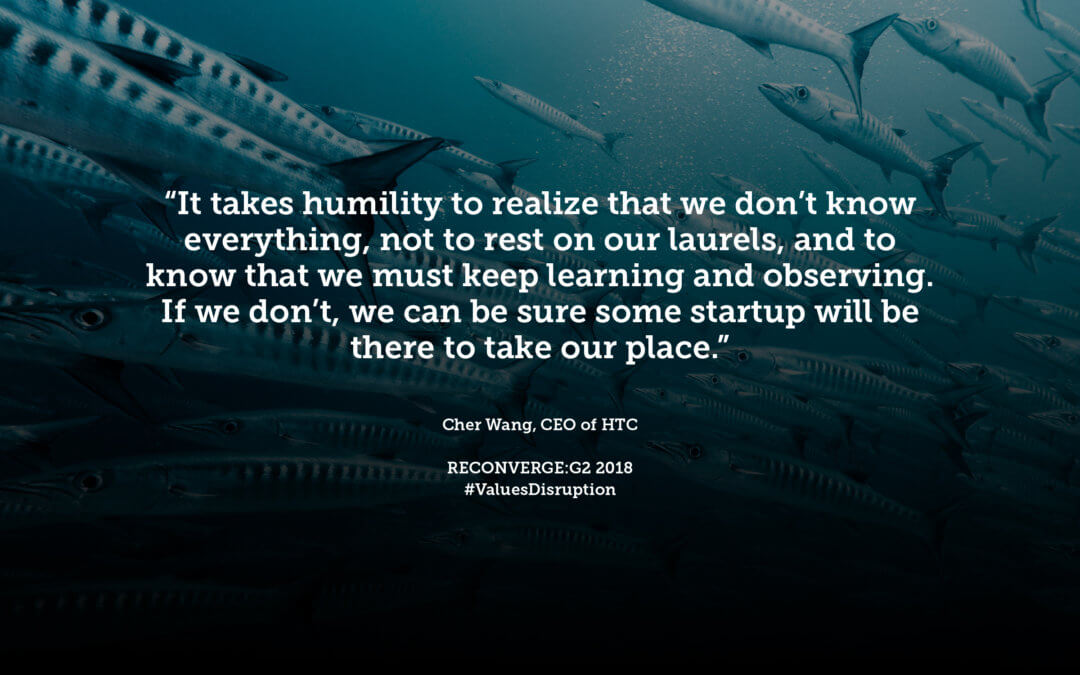 “It takes humility to realize that we don’t know
everything, not to rest on our laurels, and to
know that we must keep learning and observing.
If we don’t, we can be sure some startup will be
there to take our place.”
Cher Wang, CEO of HTC
RECONVERGE:G2 2018
#ValuesDisruption